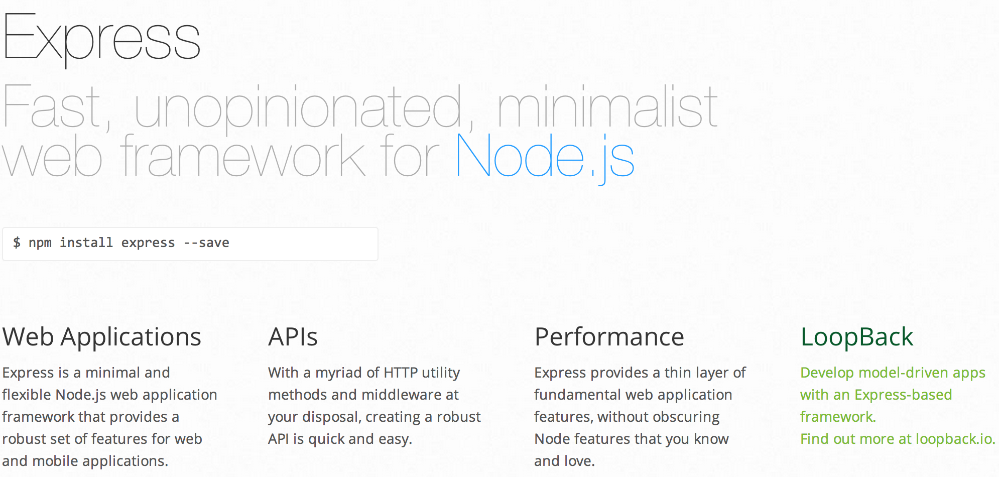 Express
Fast, unopinionated, minimalist
web framework for Node.js
$ npm install express --save
Web Applications
Express is a minimal and
flexible Node.js web application
framework that provides a
robust set of features for web
and mobile applications.
APIs
With a myriad of HTTP utility
methods and middleware at
your disposal, creating a robust
API is quick and easy.
Performance
Express provides a thin layer of
fundamental web application
features, without obscuring
Node features that you know
and love.
LoopBack
Develop model-driven apps
with an Express-based
framework.
Find out more at loopback.io.